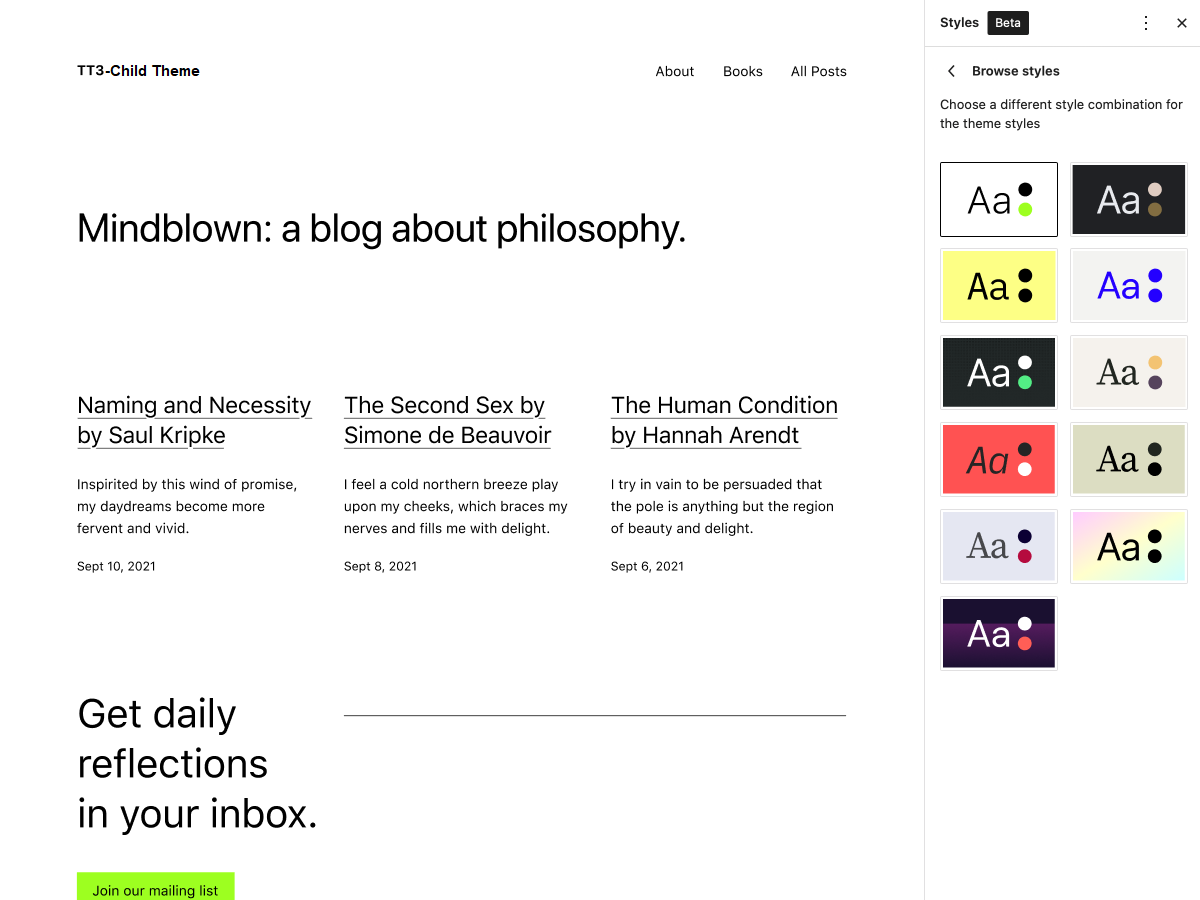 TT3-Child Theme
About
Books
All Posts
Mindblown: a blog about philosophy.
Naming and Necessity
by Saul Kripke
Inspirited by this wind of promise,
my daydreams become more
fervent and vivid.
Sept 10, 2021
The Second Sex by
Simone de Beauvoir
I feel a cold northern breeze play
upon my cheeks, which braces my
nerves and fills me with delight.
Sept 8, 2021
The Human Condition
by Hannah Arendt
I try in vain to be persuaded that
the pole is anything but the region
of beauty and delight.
Sept 6, 2021
Get daily
reflections
in your inbox.
Join our mailing list
Styles
Beta
Browse styles
Choose a different style combination for
the theme styles
Aa
Aa
Aa
Aa
Aa
Aa
Aa
Aa
Aa
Aa
Aa